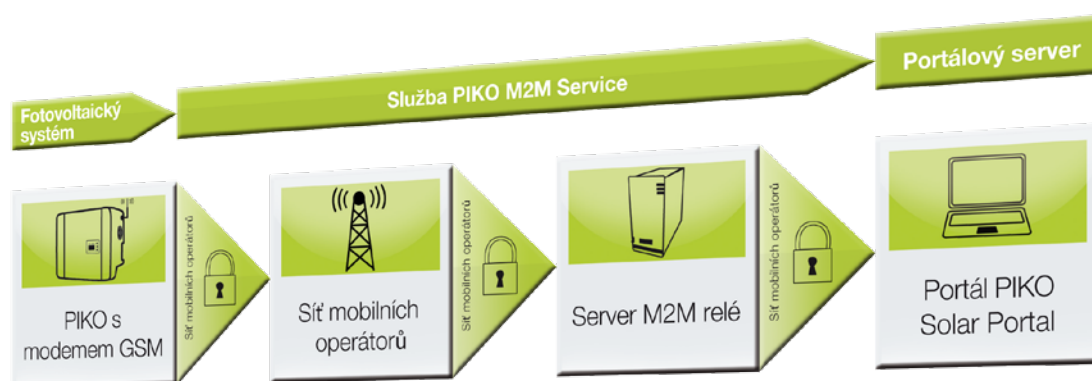 Fotovoltaický
systém
Služba PIKO M2M Service
Portálový server
PIKO s
modemem GSM
Síť mobilních operátorů
Síť mobilních
operátorů
Síť mobilních operátorů
Server M2M relé
Síť mobilních operátorů
Portál PIKO
Solar Portal